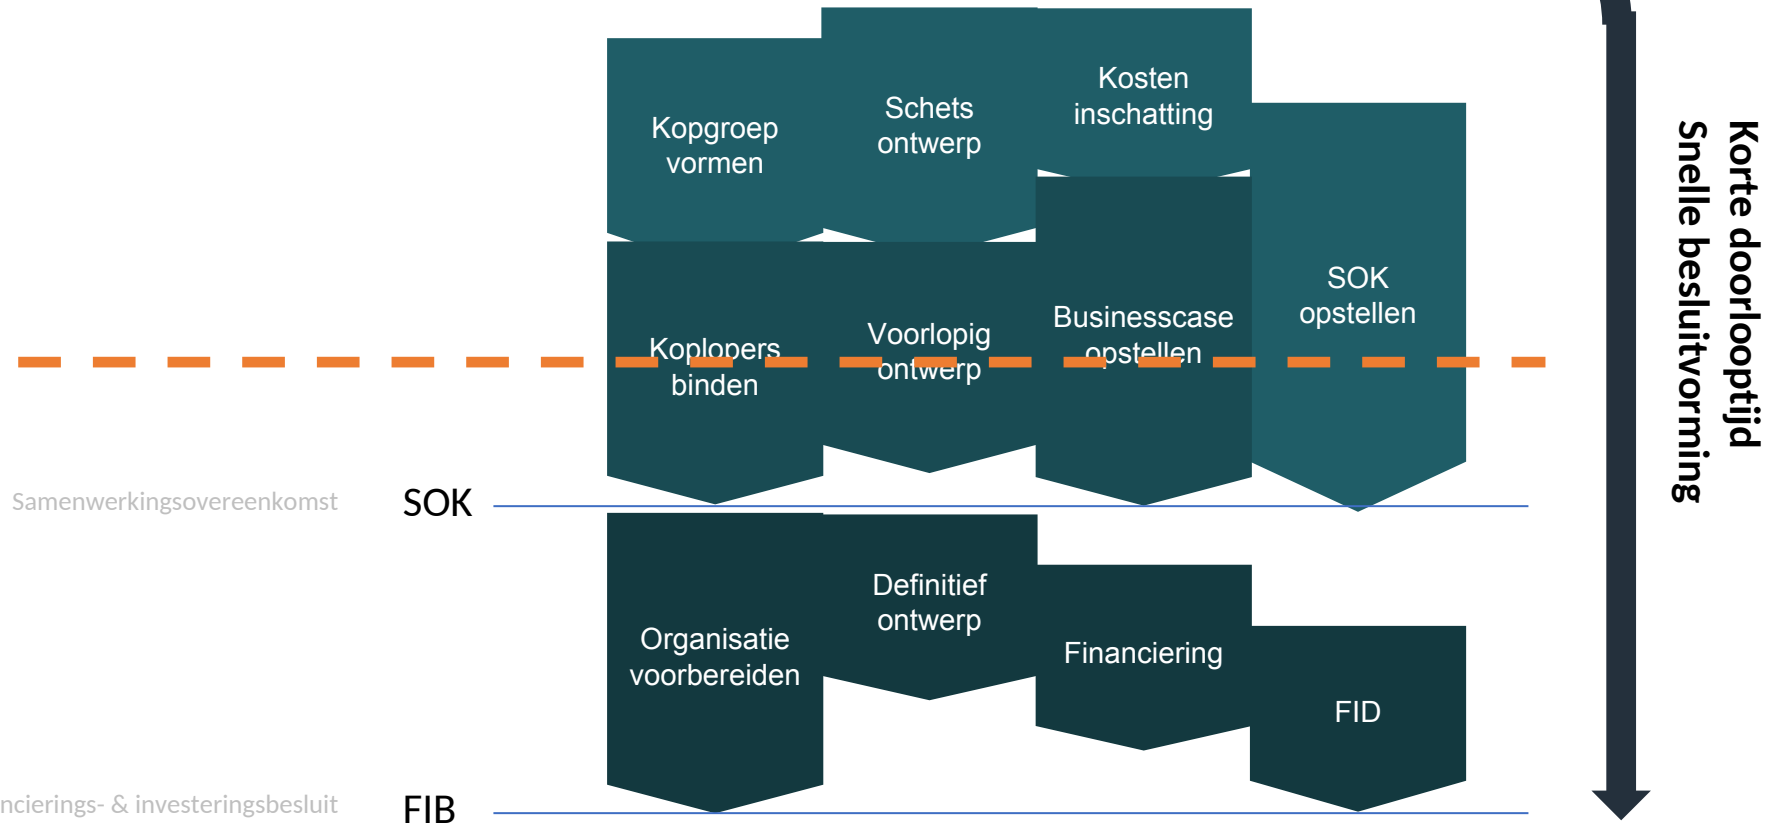 Kopgroep
vormen
Schets
ontwerp
Kosten
inschatting
SOK
opstellen
Koplopers
binden
Voorlopig
ontwerp
Businesscase
opstellen
Samenwerkingsovereenkomst
SOK
Organisatie
voorbereiden
Definitief
ontwerp
Financiering
FID
ncierings- & investeringsbesluit
FIB
Korte doorlooptijd
Snelle besluitvorming